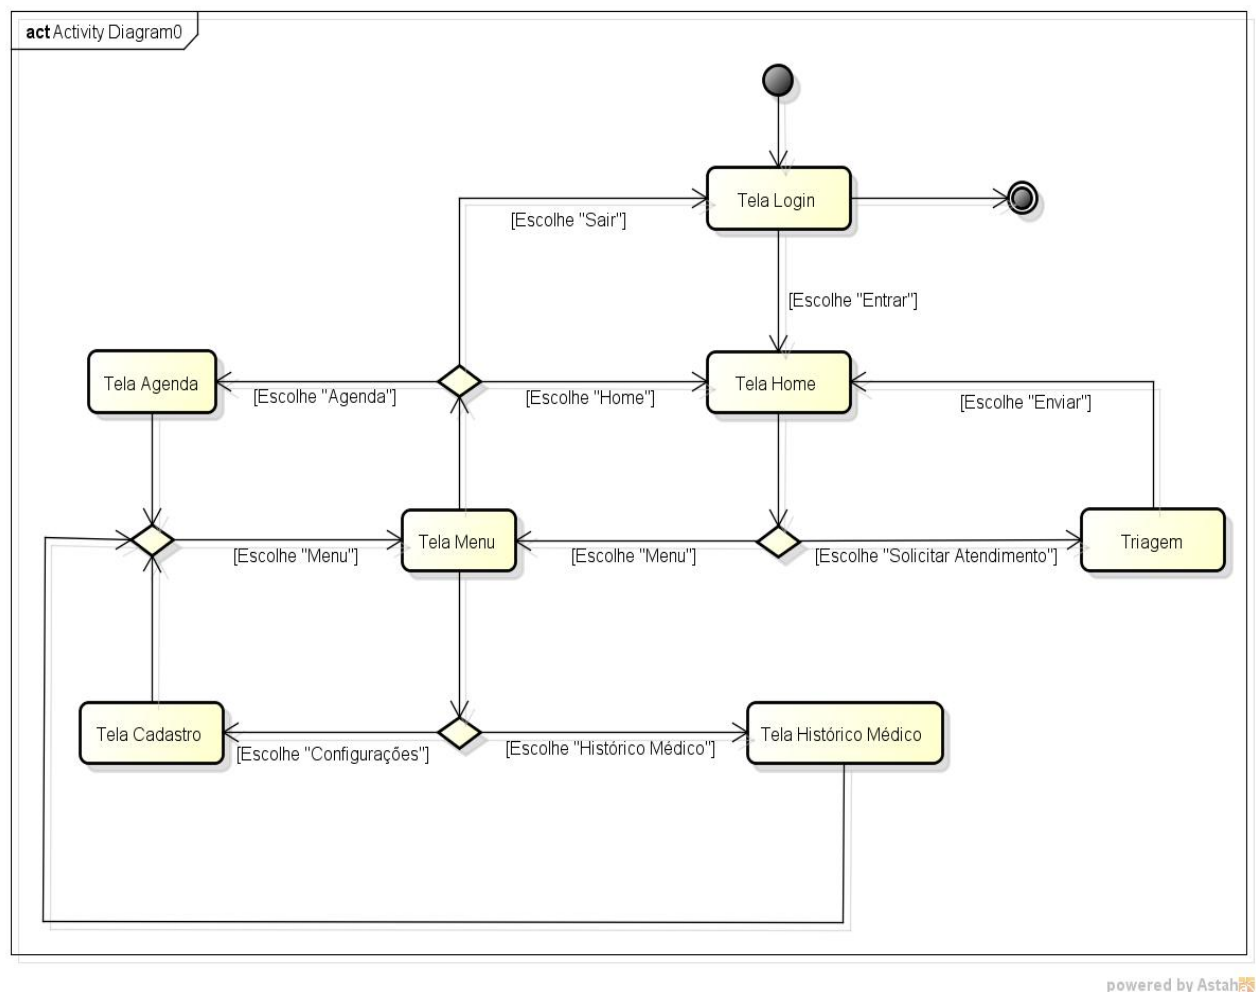 act Activity Diagram0
Tela Login
[Escolhe "Sair"]
[Escolhe "Entrar"]
Tela Agenda
[Escolhe "Agenda"]
[Escolhe "Home"]
Tela Home
[Escolhe "Enviar"]
[Escolhe "Menu"]
Tela Menu
[Escolhe "Menu"]
[Escolhe "Solicitar Atendimento"]
Triagem
Tela Cadastro
[Escolhe "Configurações"]
[Escolhe "Histórico Médico"]
Tela Histórico Médico
powered by Astah